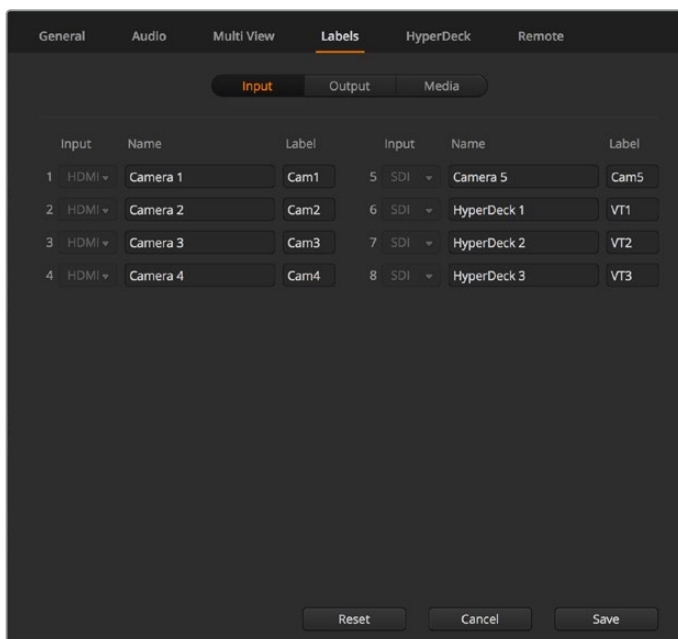 General Audio Multi View Labels HyperDeck Remote
Input Output Media
Input Name Label Input Name Label
1 HDMI Camera 1 Cam1 5 SDI Camera 5 Cam5
2 HDMI Camera 2 Cam2 6 SDI HyperDeck 1 VT1
3 HDMI Camera 3 Cam3 7 SDI HyperDeck 2 VT2
4 HDMI Camera 4 Cam4 8 SDI HyperDeck 3 VT3
Reset Cancel Save